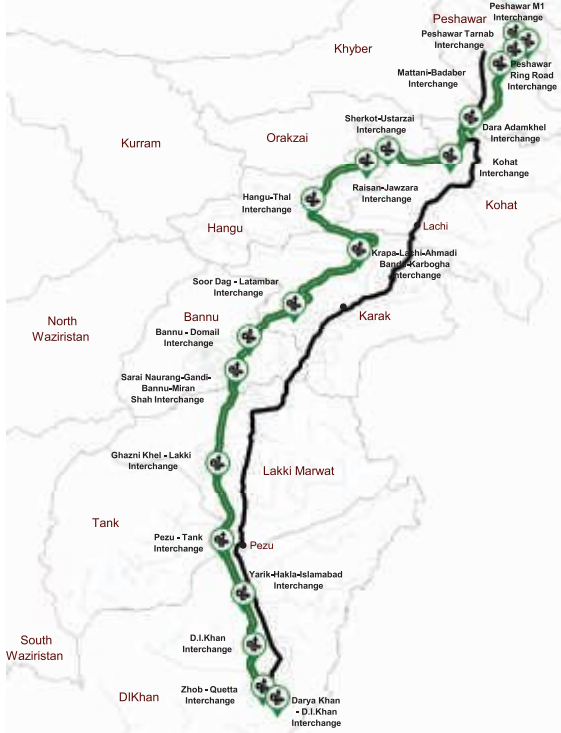 Peshawar M1
Interchange
Peshawar
Peshawar Tarnab
Interchange
Khyber
Peshawar
Ring Road
Interchange
Mattani-Badaber
Interchange
Sherkot-Ustarzai
Interchange
Dara Adamkhel
Interchange
Orakzai
Kurram
Kohat
Interchange
Raisan-Jawzara
Interchange
Hangu-Thal
Interchange
Kohat
Hangu
Lachi
Krapa-Lachi-Ahmadi
Banda-Karbogha
Interchange
Soor Dag - Latambar
Interchange
Bannu
Karak
North
Waziristan
Bannu - Domail
Interchange
Sarai Naurang-Gandi-
Bannu-Miran
Shah Interchange
Ghazni Khel - Lakki
Interchange
Lakki Marwat
Tank
Pezu - Tank
Interchange
Pezu
Yarik-Hakla-Islamabad
Interchange
D.I.Khan
Interchange
South
Waziristan
Zhob - Quetta
Interchange
DIKhan
Darya Khan
- D.I.Khan
Interchange